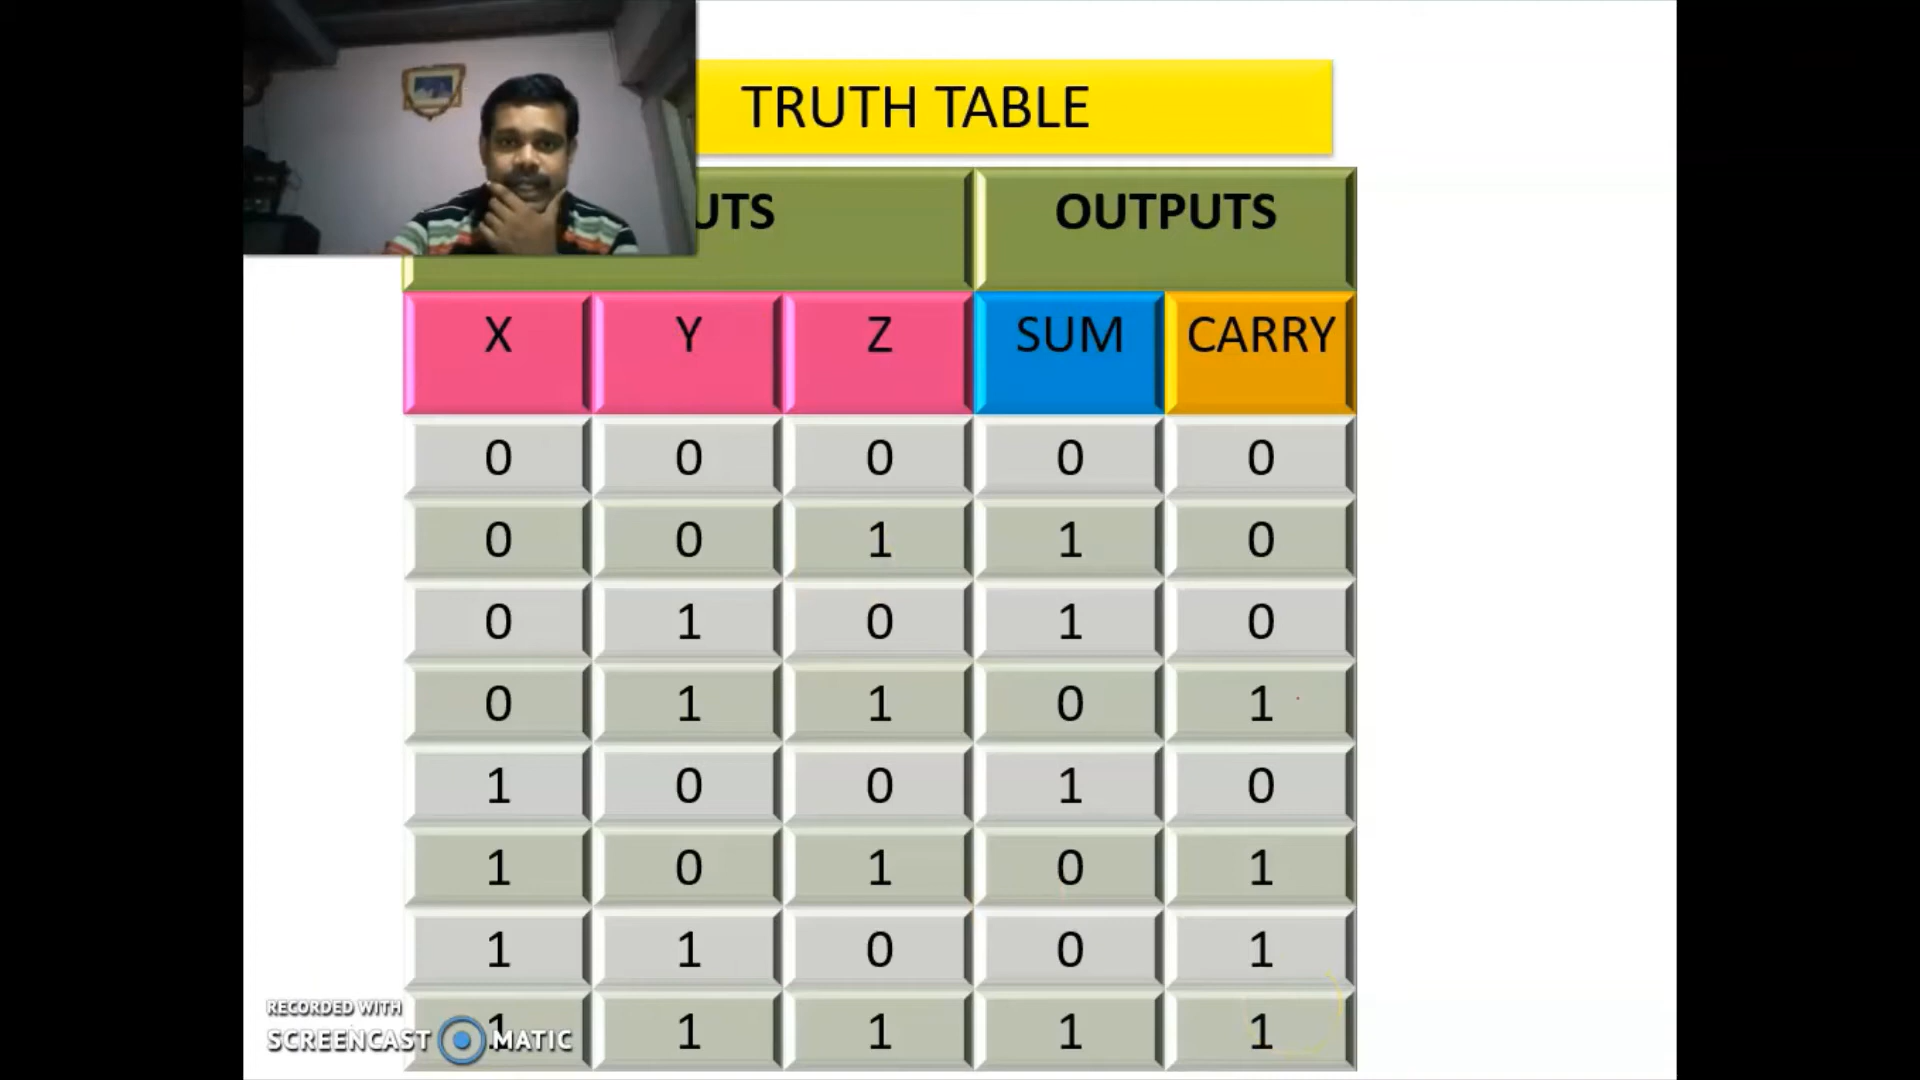 TRUTH TABLE
UTS OUTPUTS
X Y Z SUM CARRY
0 0 0 0 0
0 0 1 1 0
0 1 0 1 0
0 1 1 0 1
1 0 0 1 0
1 0 1 0 1
1 1 0 0 1
1 1 1 1 1
RECORDED WITH
SCREENCAST MATIC